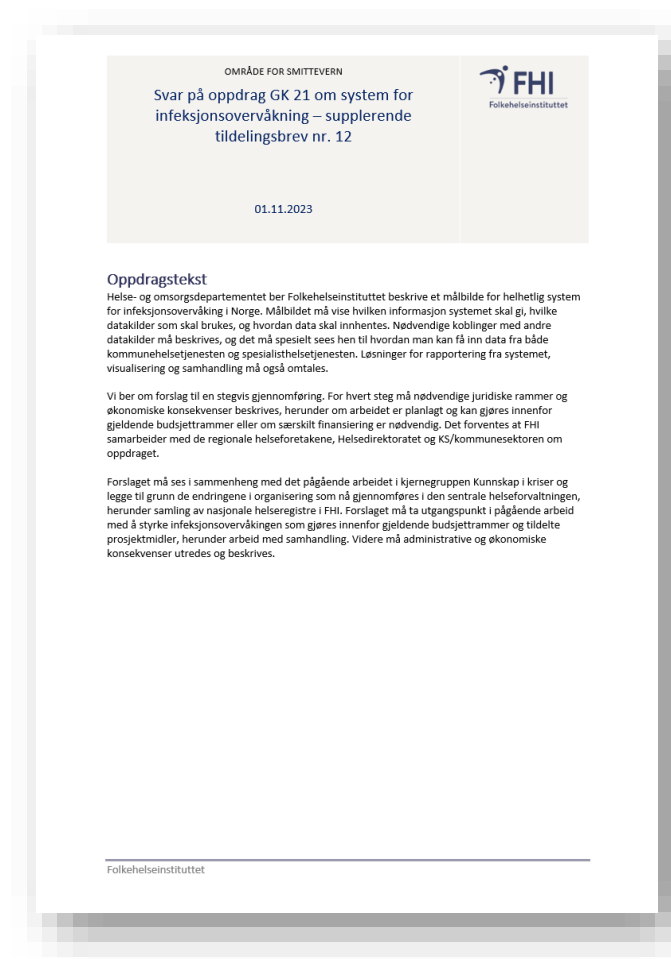 OMRÅDE FOR SMITTEVERN
Svar på oppdrag GK 21 om system for
infeksjonsovervåkning – supplerende
tildelingsbrev nr. 12
01.11.2023
FHI
Folkehelseinstituttet
Oppdragstekst
Helse- og omsorgsdepartementet ber Folkehelseinstituttet beskrive et målbilde for helhetlig system
for infeksjonsovervåking i Norge. Målbildet må vise hvilken informasjon systemet skal gi, hvilke
datakilder som skal brukes, og hvordan data skal innhentes. Nødvendige koblinger med andre
datakilder må beskrives, og det må spesielt sees hen til hvordan man kan få inn data fra både
kommunehelsetjenesten og spesialisthelsetjenesten. Løsninger for rapportering fra systemet,
visualisering og samhandling må også omtales.
Vi ber om forslag til en stegvis gjennomføring. For hvert steg må nødvendige juridiske rammer og
økonomiske konsekvenser beskrives, herunder om arbeidet er planlagt og kan gjøres innenfor
gjeldende budsjettrammer eller om særskilt finansiering er nødvendig. Det forventes at FHI
samarbeider med de regionale helseforetakene, Helsedirektoratet og KS/kommunesektoren om
oppdraget.
Forslaget må ses i sammenheng med det pågående arbeidet i kjernegruppen Kunnskap i kriser og
legge til grunn de endringene i organisering som nå gjennomføres i den sentrale helseforvaltningen,
herunder samling av nasjonale helseregistre i FHI. Forslaget må ta utgangspunkt i pågående arbeid
med å styrke infeksjonsovervåkingen som gjøres innenfor gjeldende budsjettrammer og tildelte
prosjektmidler, herunder arbeid med samhandling. Videre må administrative og økonomiske
konsekvenser utredes og beskrives.
Folkehelseinstituttet